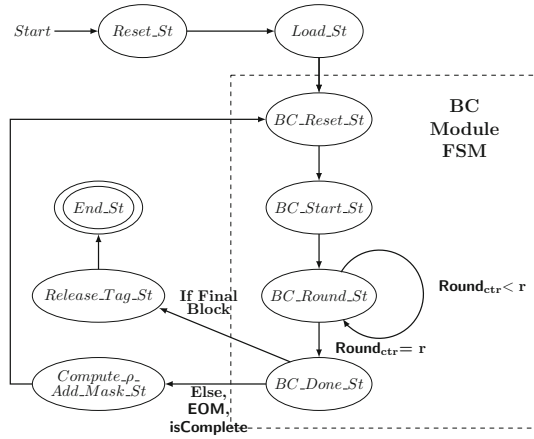 Start
Reset_St
Load_St
BC_Reset_St
BC
Module
FSM
End_St
BC_Start_St
Release_Tag_St
If Final
Block
BC_Round_St
Round_ctr < r
Round_ctr = r
Compute_ρ_
Add_Mask_St
BC_Done_St
Else,
EOM,
isComplete